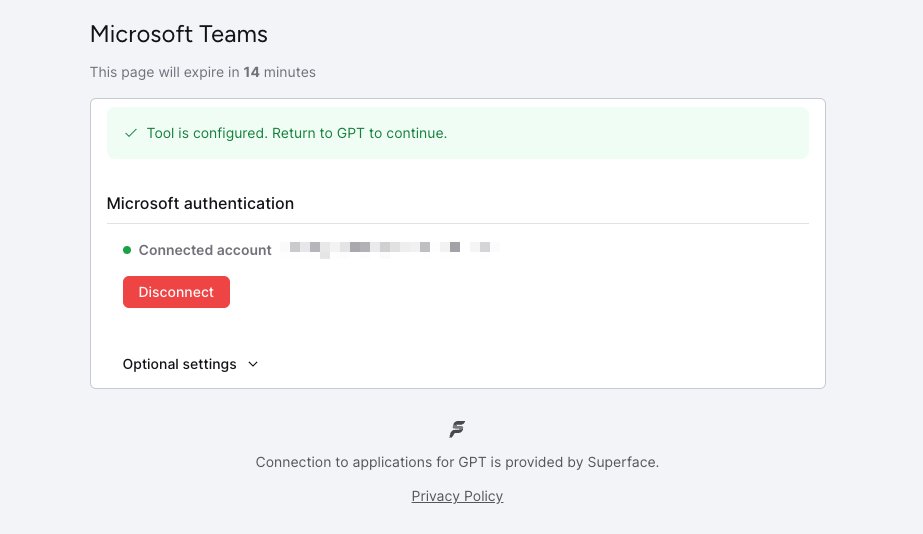 Microsoft Teams
This page will expire in 14 minutes
Tool is configured. Return to GPT to continue.
Microsoft authentication
Connected account
Disconnect
Optional settings
Connection to applications for GPT is provided by Superface.
Privacy Policy